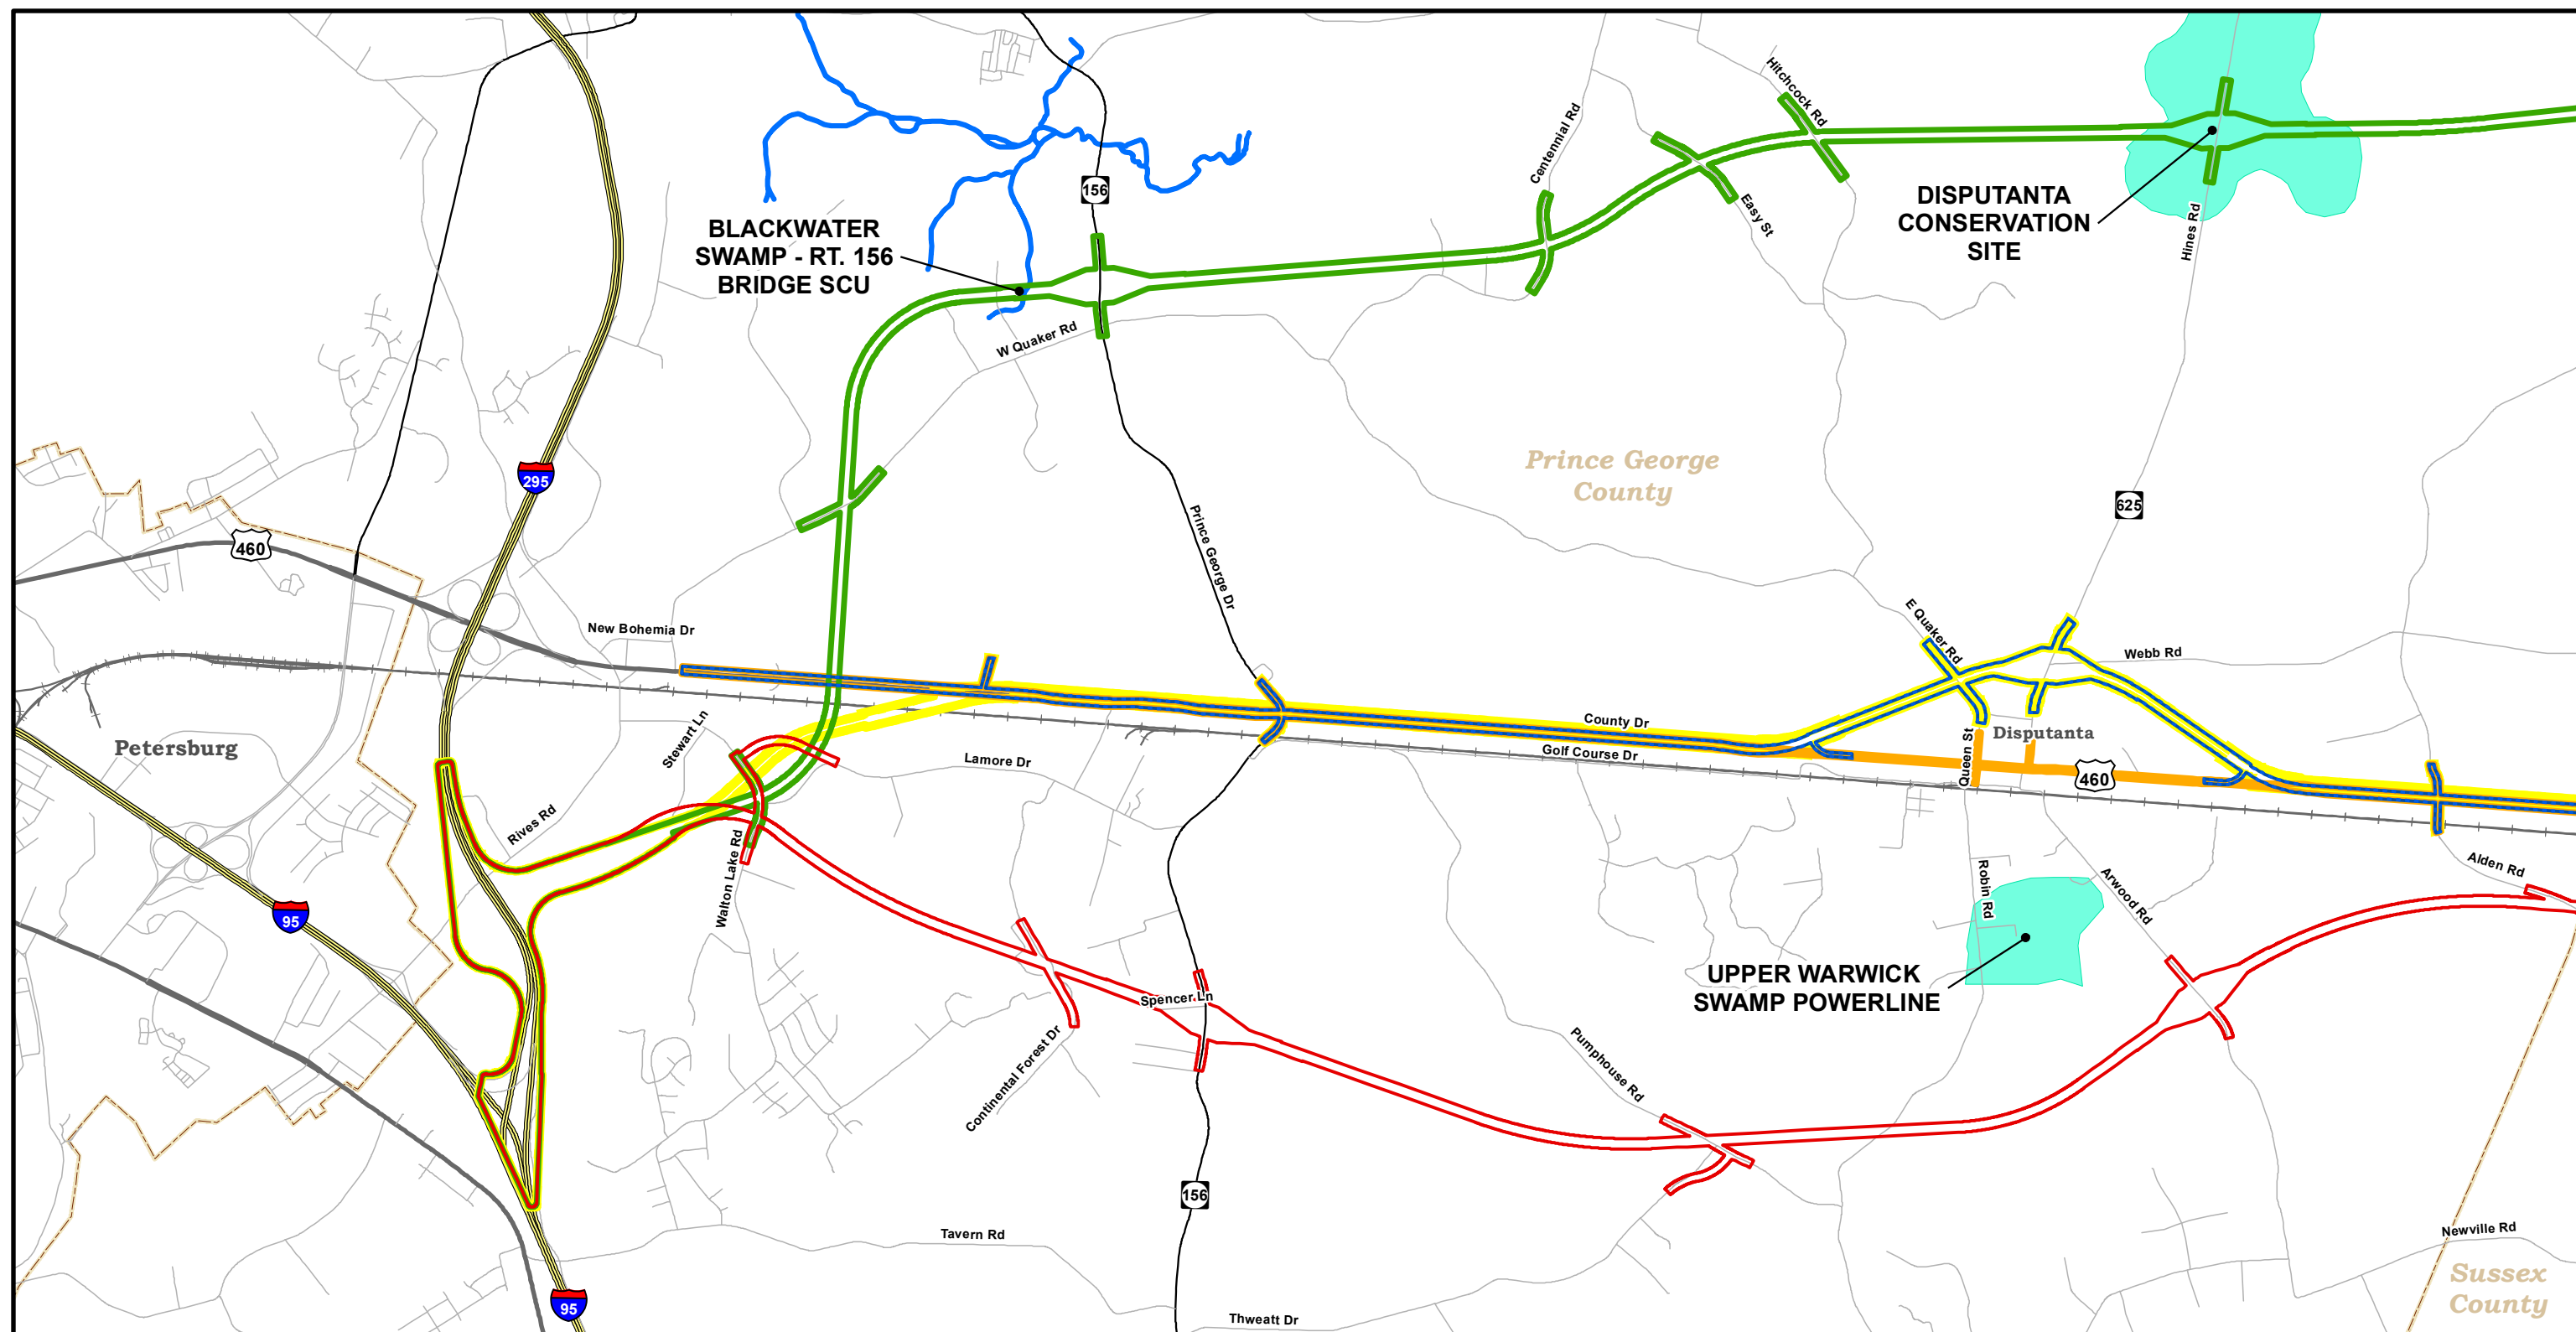 Hitchcock Rd
Centennial Rd
156
DISPUTANTA
CONSERVATION
SITE
Easy St
Hines Rd
BLACKWATER
SWAMP - RT. 156
BRIDGE SCU
W Quaker Rd
Prince George
County
295
625
460
Prince George Dr
New Bohemia Dr
E Quaker Rd
Webb Rd
Stewart Ln
County Dr
Disputanta
Petersburg
Golf Course Dr
Queen St
Lamore Dr
460
Rives Rd
Walton Lake Rd
Alden Rd
Robin Rd
Arwood Rd
95
UPPER WARWICK
SWAMP POWERLINE
Spencer Ln
Continental Forest Dr
Pumphouse Rd
156
Tavern Rd
Newville Rd
Sussex
County
95
Thweatt Dr